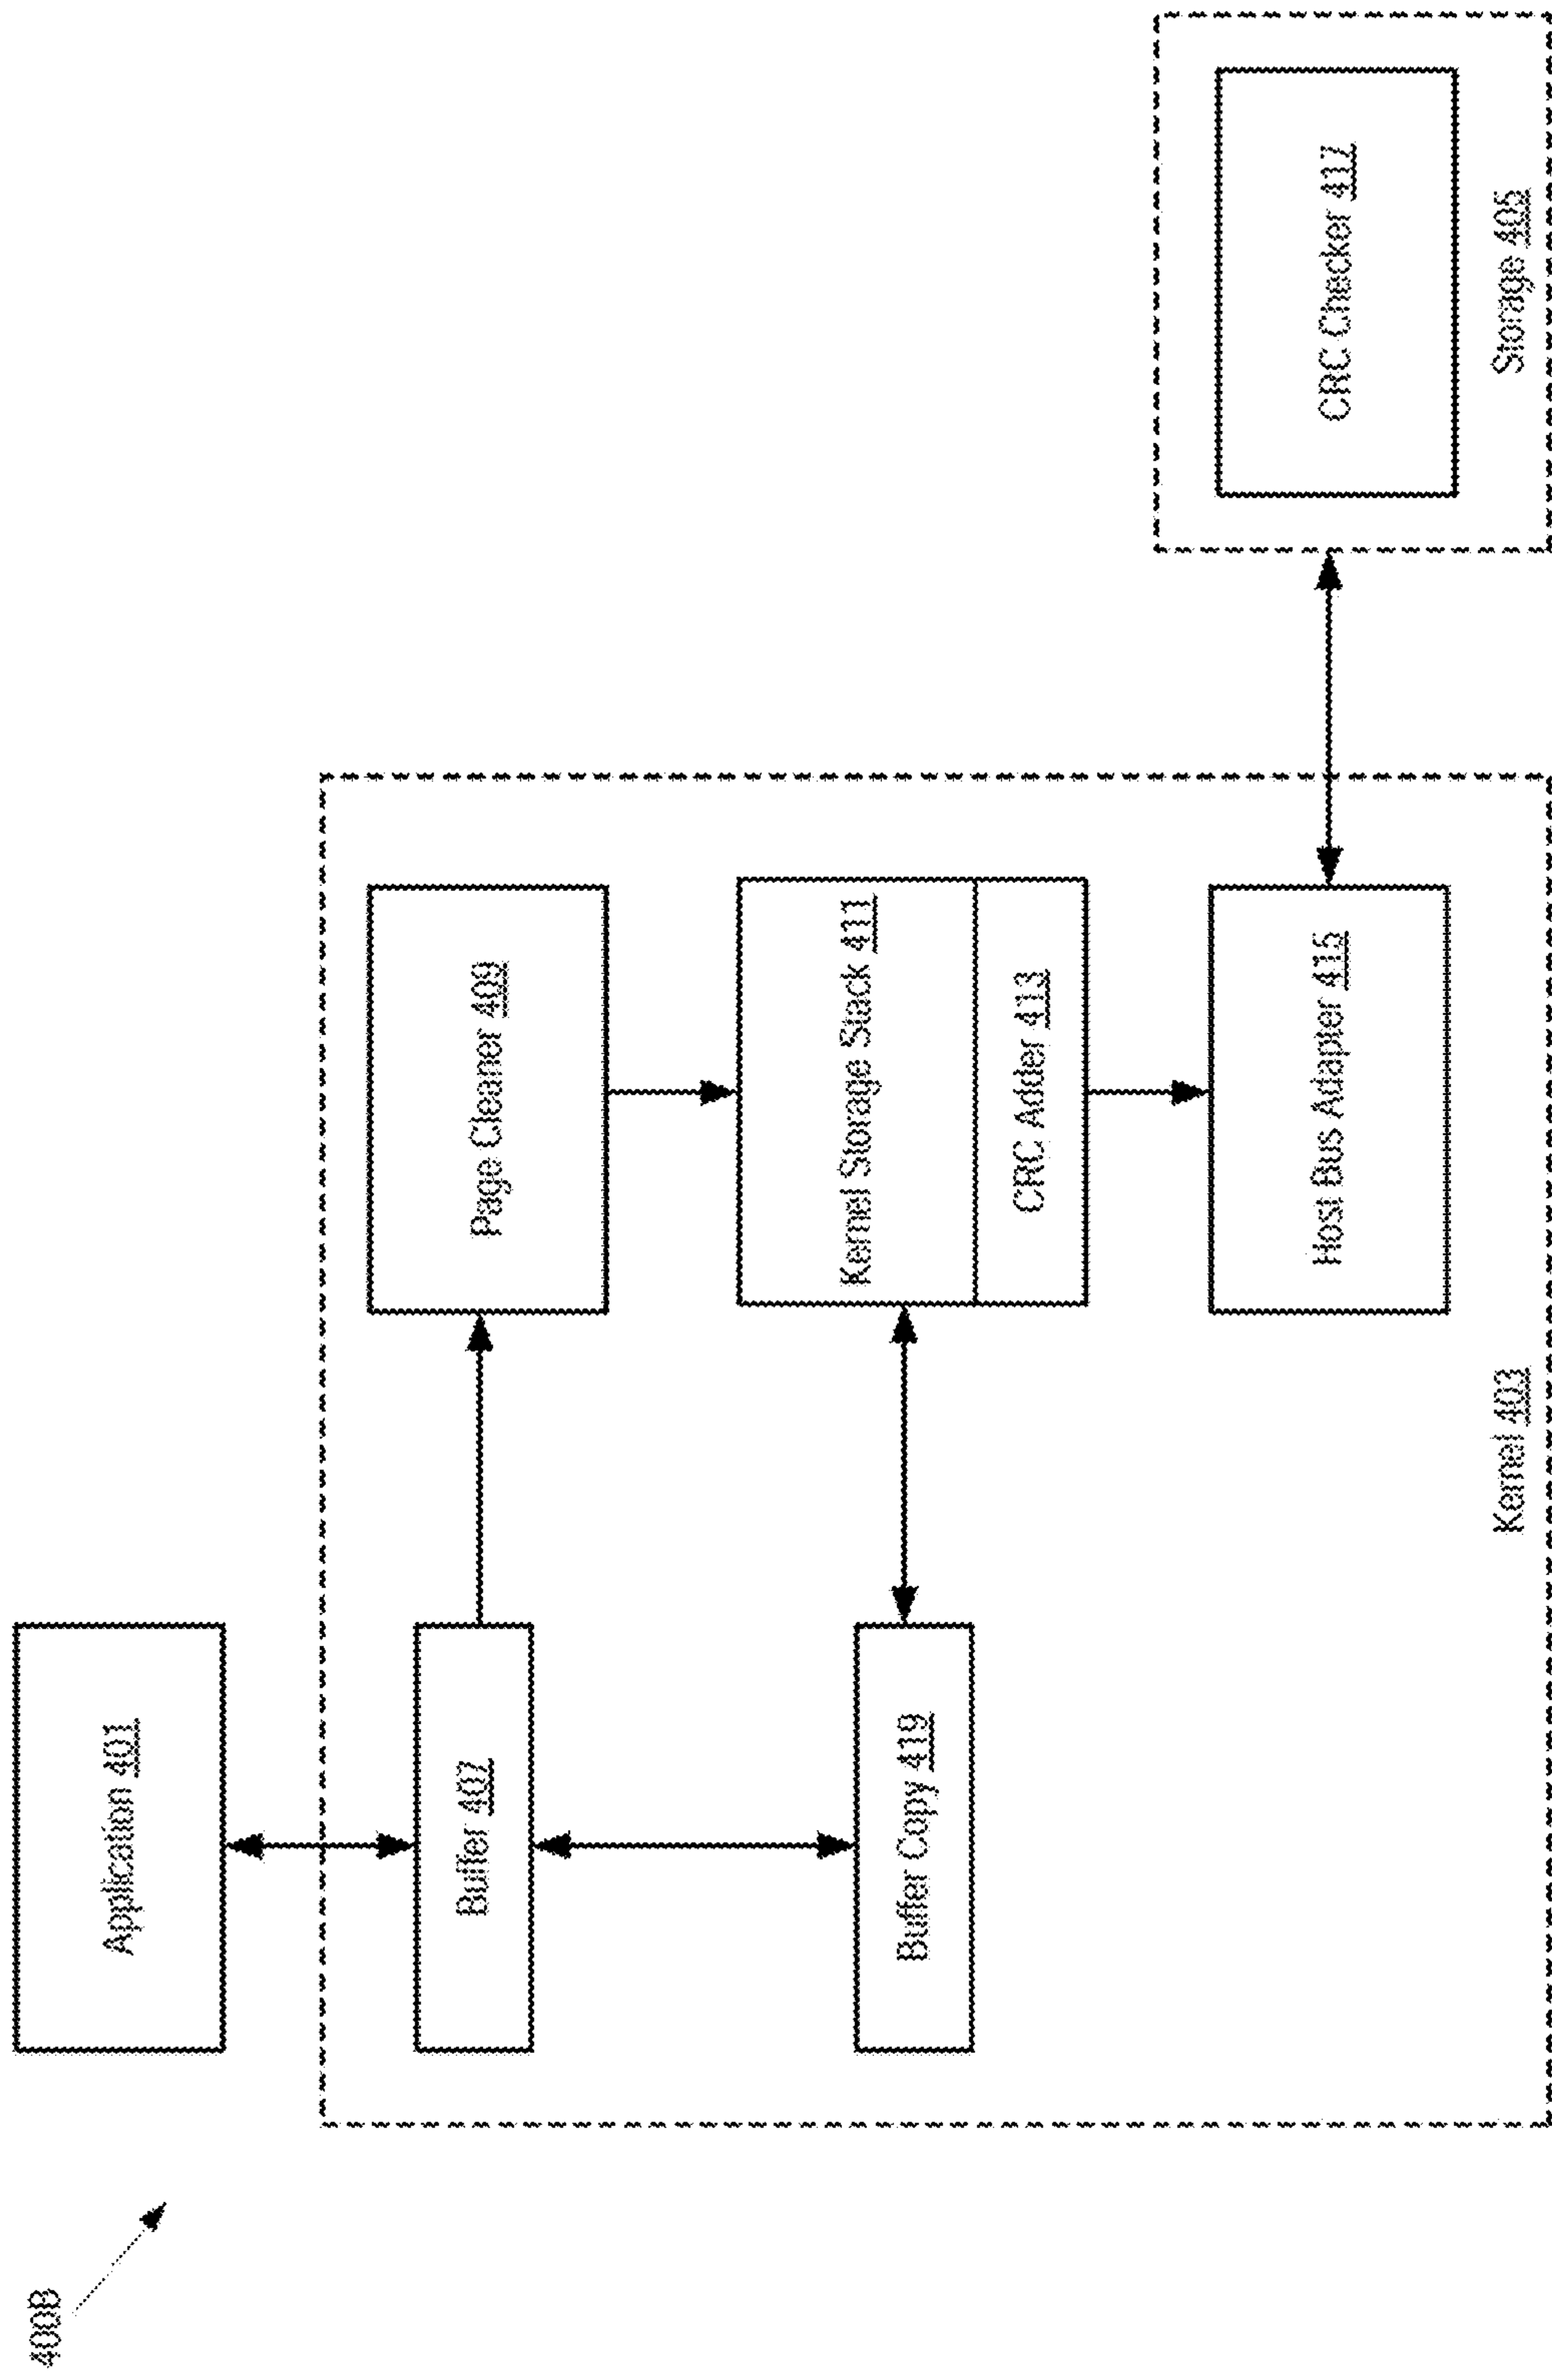 400B
Application 401
Buffer 407
Page Cleaner 409
Kernel Storage Stack 411
Buffer Copy 419
CRC Adder 413
Host Bus Adapter 415
CRC Checker 417
Kernel 403
Storage 405